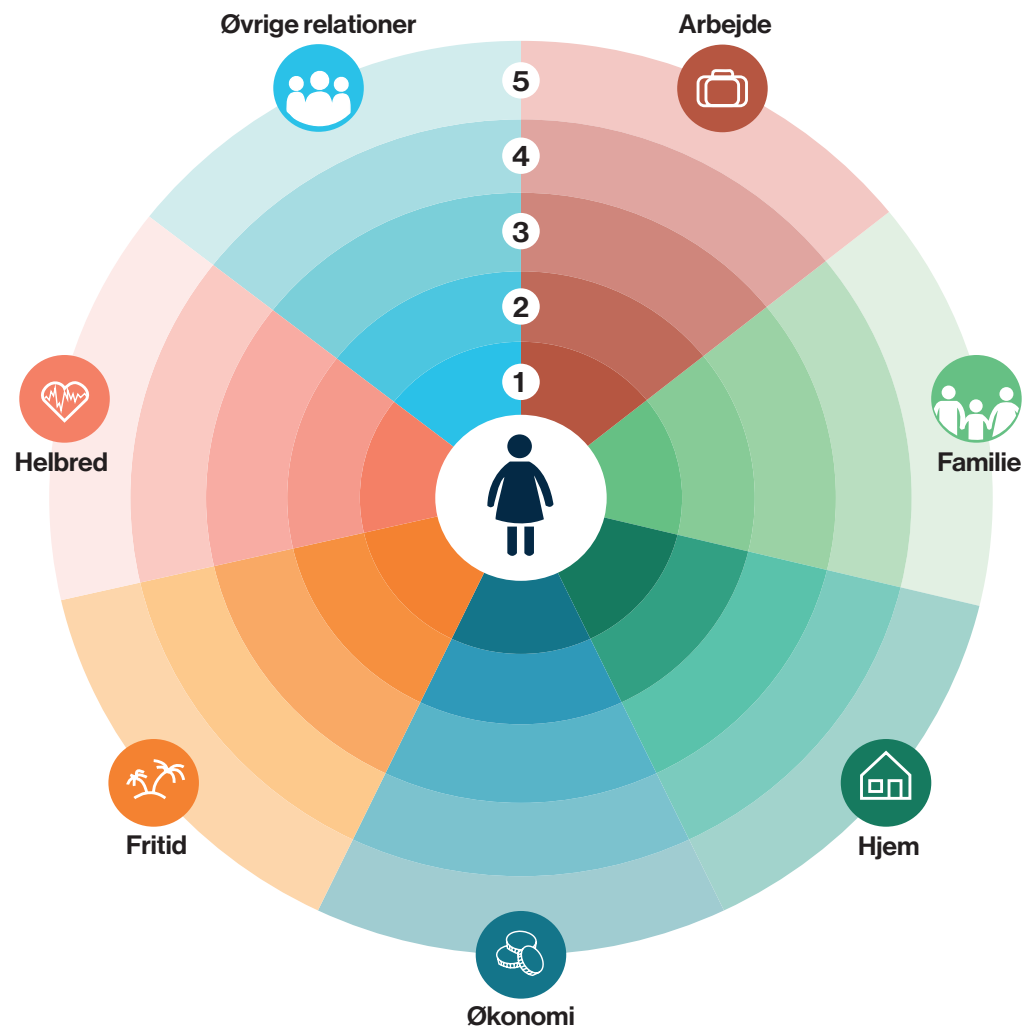 Øvrige relationer
Arbejde
5
4
3
2
1
Helbred
Familie
Fritid
Hjem
Økonomi